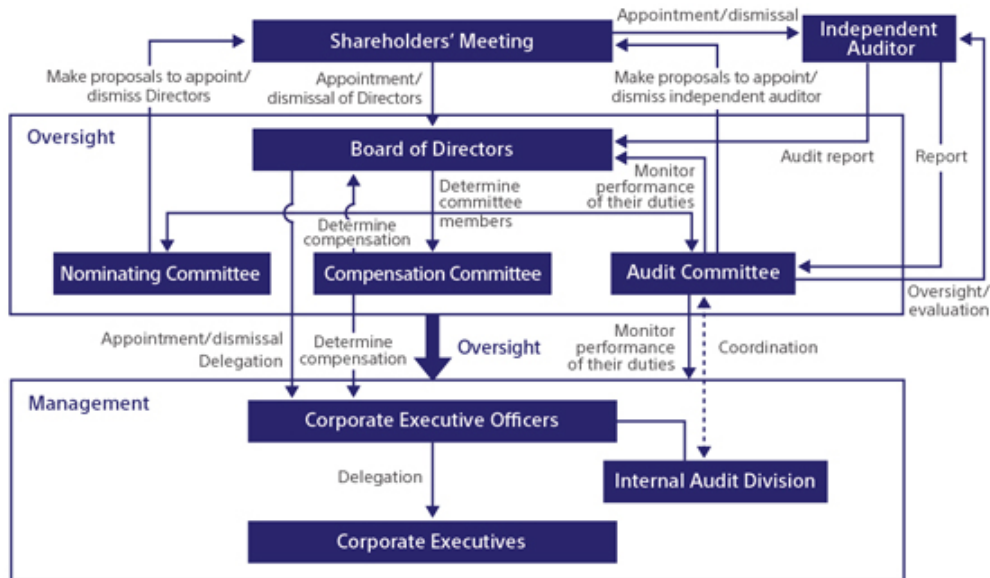 Appointment/dismissal
Shareholders' Meeting
Independent
Auditor
Make proposals to appoint/
dismiss Directors
Appointment/
dismissal of Directors
Make proposals to appoint/
dismiss independent auditor
Oversight
Board of Directors
Audit report
Report
Monitor
performance
of their duties
Determine
committee
members
Determine
compensation
Nominating Committee
Compensation Committee
Audit Committee
Oversight/
evaluation
Appointment/dismissal
Delegation
Determine
compensation
Oversight
Monitor
performance
of their duties
Coordination
Management
Corporate Executive Officers
Delegation
Internal Audit Division
Corporate Executives